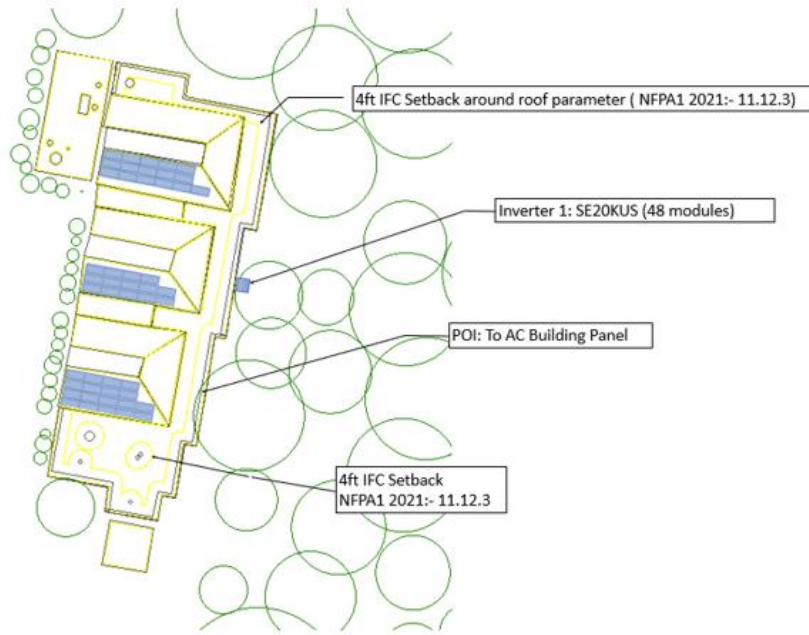 4ft IFC Setback around roof parameter ( NFPA1 2021:- 11.12.3)
Inverter 1: SE20KUS (48 modules)
POI: To AC Building Panel
4ft IFC Setback
NFPA1 2021:- 11.12.3